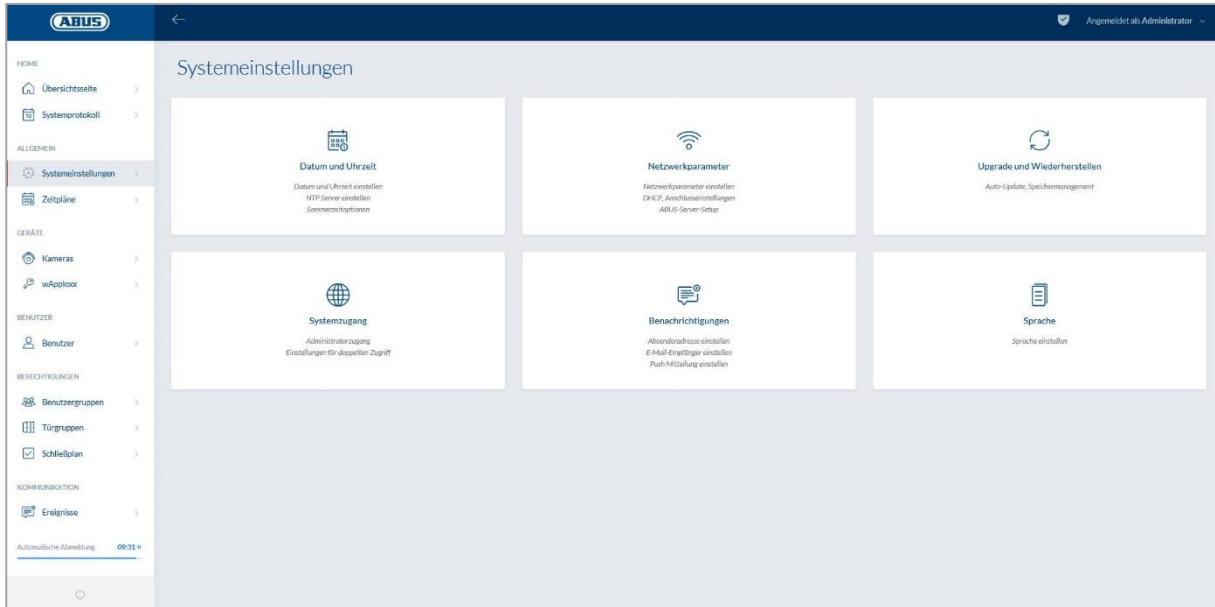 ABUS
Angemeldet als Administrator
HOME
Übersichtsseite
Systemprotokoll
ALLGEMEIN
Systemeinstellungen
Zeitpläne
GERÄTE
Kameras
wApploxx
BENUTZER
Benutzer
BERECHTIGUNGEN
Benutzergruppen
Türgruppen
Schließplan
KOMMUNIKATION
Ereignisse
Automatische Abmeldung 09:31
Systemeinstellungen
Datum und Uhrzeit
Datum und Uhrzeit einstellen
NTP Server einstellen
Sommerzeitoptionen
Netzwerkparameter
Netzwerkparameter einstellen
DHCP, Anschlusseinstellungen
ABUS-Server-Setup
Upgrade und Wiederherstellen
Auto-Update, Speichermanagement
Systemzugang
Administratorzugang
Einstellungen für doppelten Zugriff
Benachrichtigungen
Absenderadresse einstellen
E-Mail-Empfänger einstellen
Push Mitteilung einstellen
Sprache
Sprache einstellen